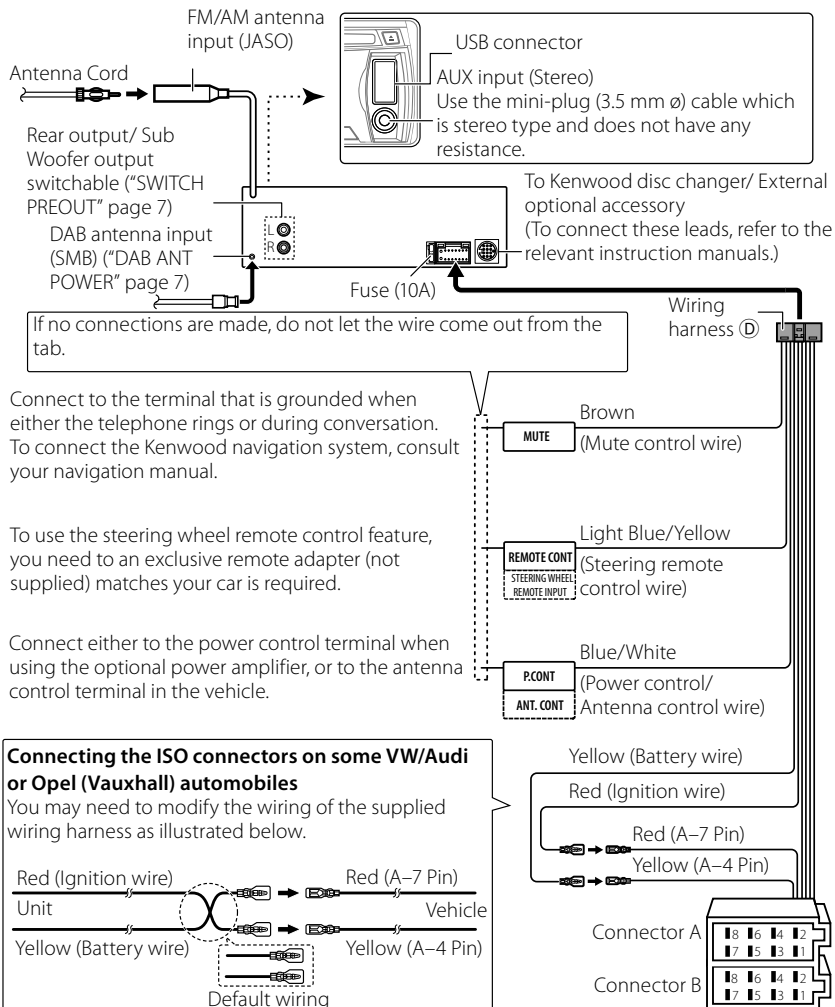 FM/AM antenna
input (JASO)
Antenna Cord
USB connector
AUX input (Stereo)
Use the mini-plug (3.5 mm ø) cable which
is stereo type and does not have any
resistance.
Rear output/ Sub
Woofer output
switchable (“SWITCH
PREOUT” page 7)
DAB antenna input
(SMB) (“DAB ANT
POWER” page 7)
L
R
To Kenwood disc changer/ External
optional accessory
(To connect these leads, refer to the
relevant instruction manuals.)
Fuse (10A)
Wiring
harness Ⓓ
If no connections are made, do not let the wire come out from the
tab.
Connect to the terminal that is grounded when
either the telephone rings or during conversation.
To connect the Kenwood navigation system, consult
your navigation manual.
MUTE
Brown
(Mute control wire)
To use the steering wheel remote control feature,
you need to an exclusive remote adapter (not
supplied) matches your car is required.
REMOTE CONT
STEERING WHEEL
REMOTE INPUT
Light Blue/Yellow
(Steering remote
control wire)
Connect either to the power control terminal when
using the optional power amplifier, or to the antenna
control terminal in the vehicle.
P.CONT
ANT. CONT
Blue/White
(Power control/
Antenna control wire)
Connecting the ISO connectors on some VW/Audi
or Opel (Vauxhall) automobiles
You may need to modify the wiring of the supplied
wiring harness as illustrated below.
Red (Ignition wire)
Red (A–7 Pin)
Unit
Vehicle
Yellow (Battery wire)
Yellow (A–4 Pin)
Default wiring
Yellow (Battery wire)
Red (Ignition wire)
Red (A–7 Pin)
Yellow (A–4 Pin)
Connector A
8 6 4 2
7 5 3 1
Connector B
8 6 4 2
7 5 3 1